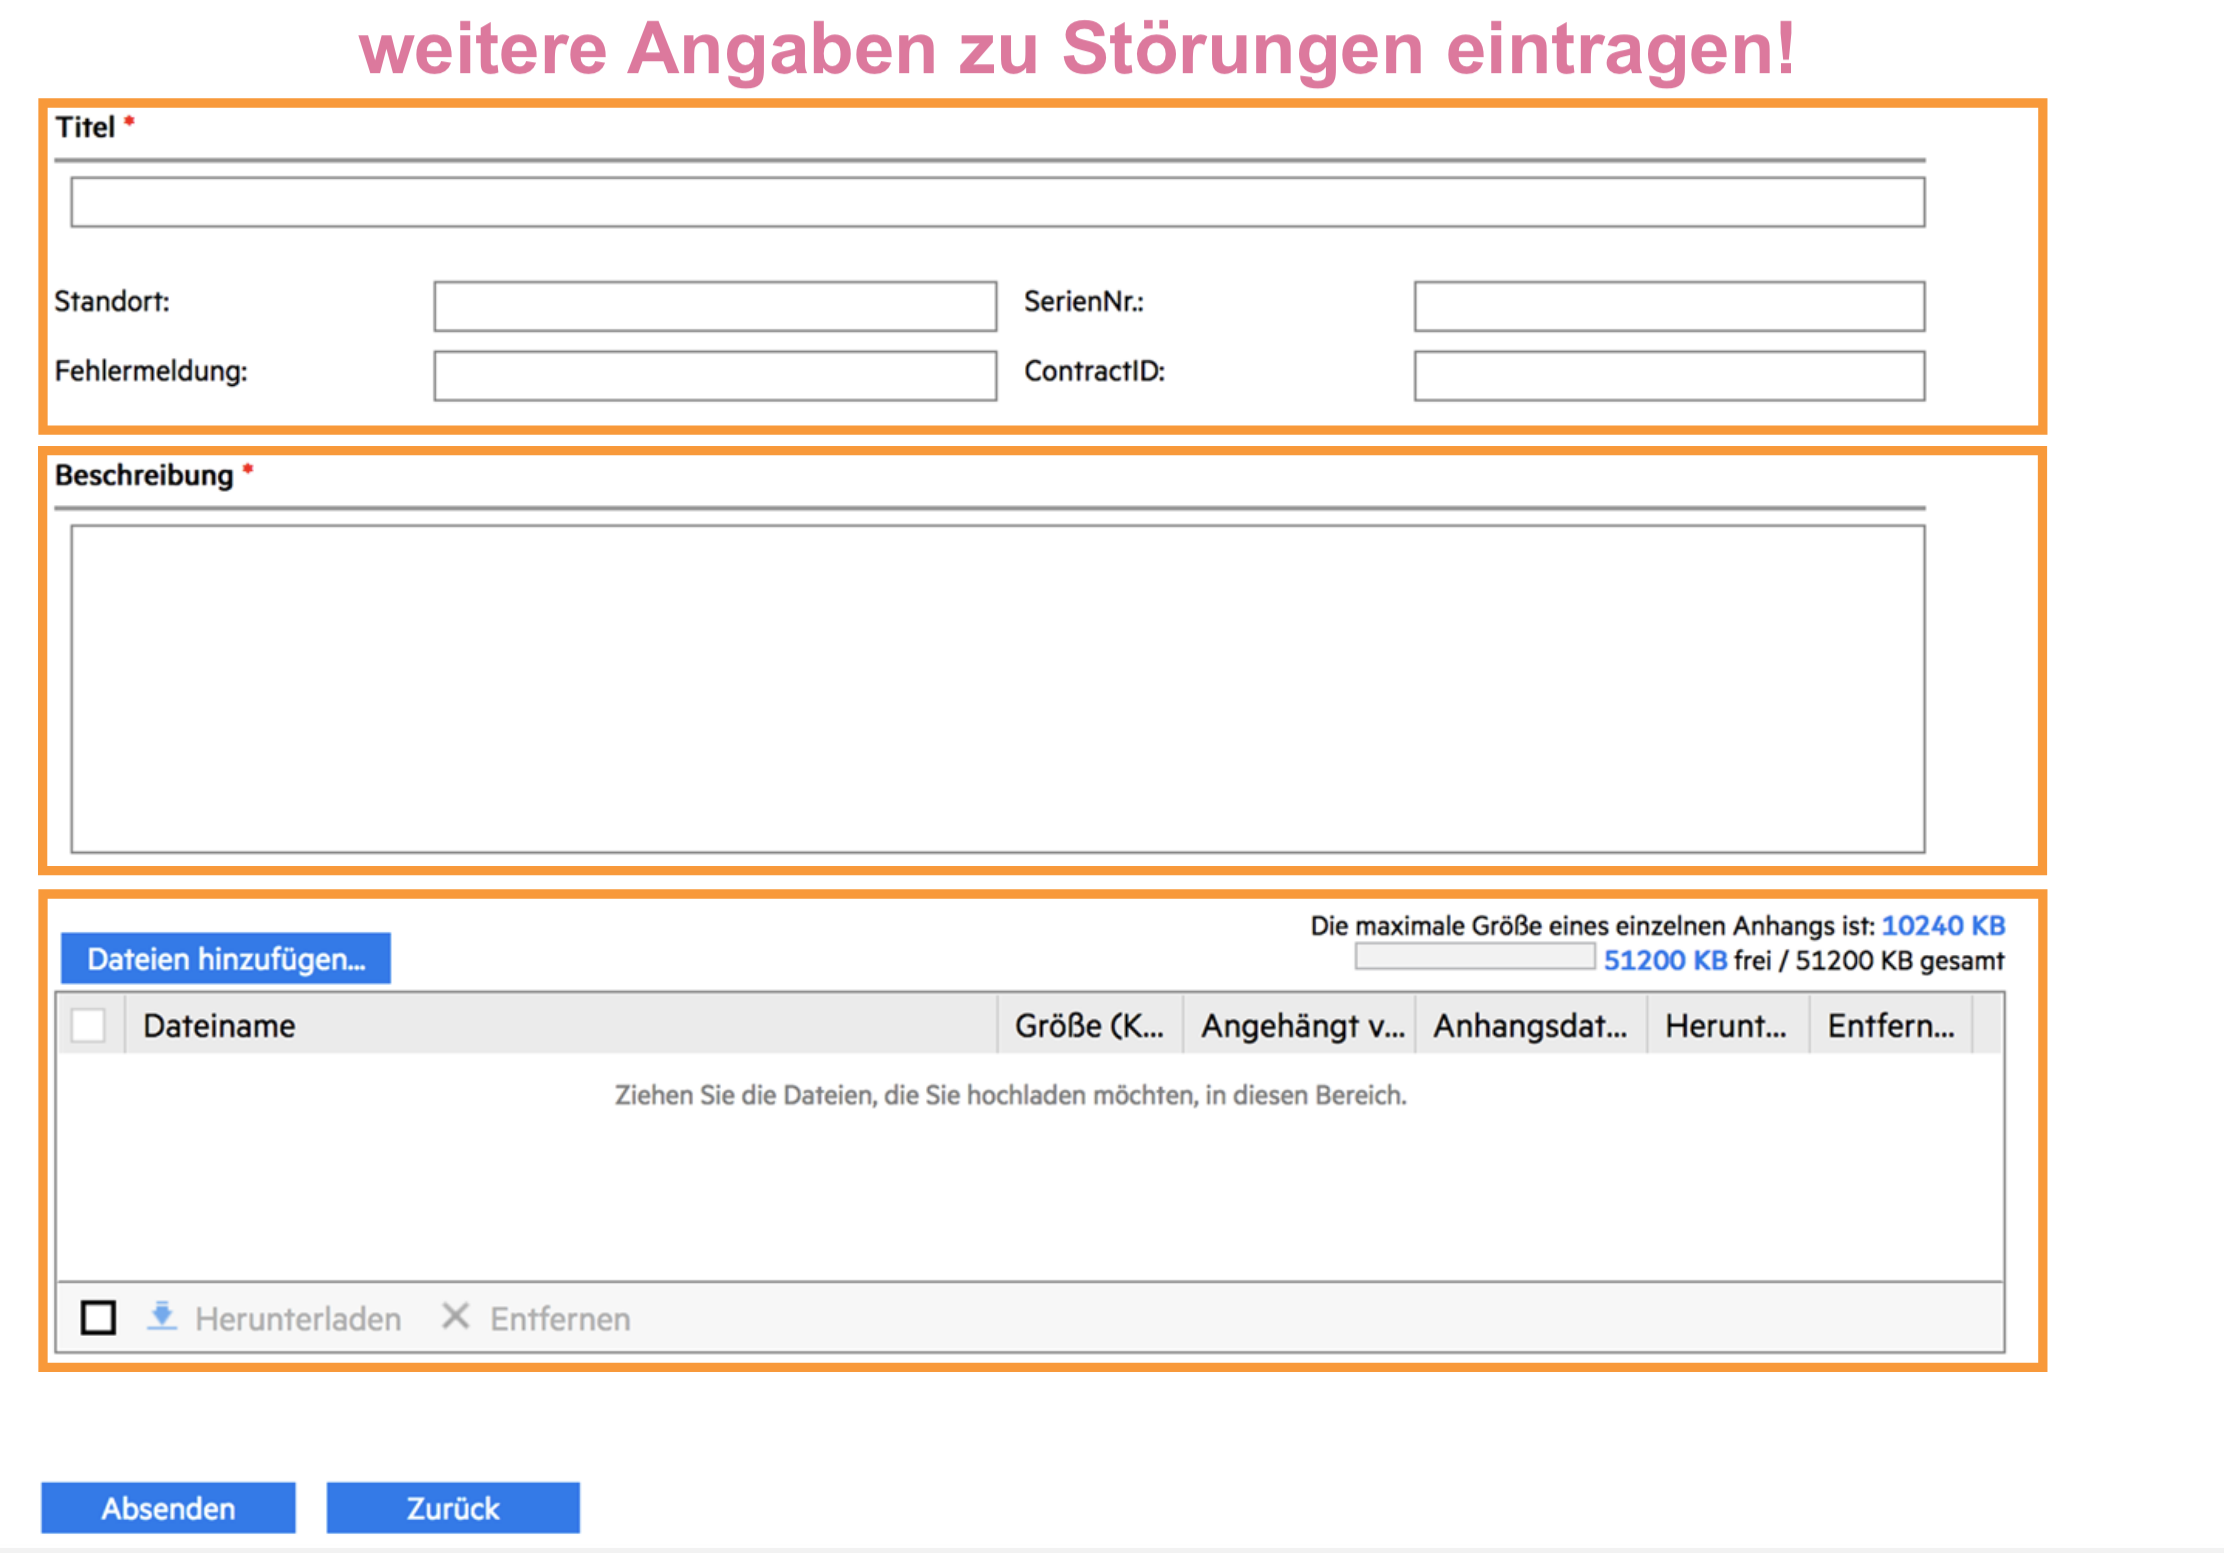 weitere Angaben zu Störungen eintragen!
Titel *
Standort: SerienNr.:
Fehlermeldung: ContractID:
Beschreibung *
Die maximale Größe eines einzelnen Anhangs ist: 10240 KB
Dateien hinzufügen... 51200 KB frei / 51200 KB gesamt
Dateiname Größe (K... Angehängt v... Anhangsdat... Herunt... Entfern...
Ziehen Sie die Dateien, die Sie hochladen möchten, in diesen Bereich.
Herunterladen Entfernen
Absenden Zurück